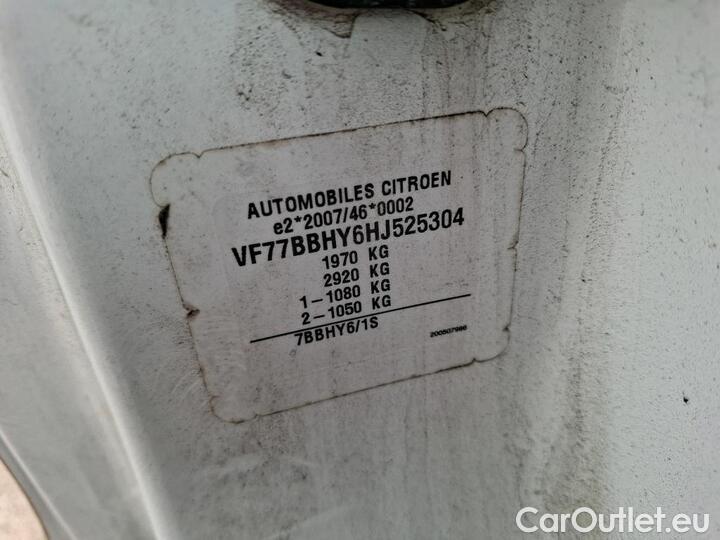 AUTOMOBILES CITROEN
e2*2007/46*0002
VF77BBHY6HJ525304
1970 KG
2920 KG
1-1080 KG
2-1050 KG
7BBHY6/1S
200507986
CarOutlet.eu